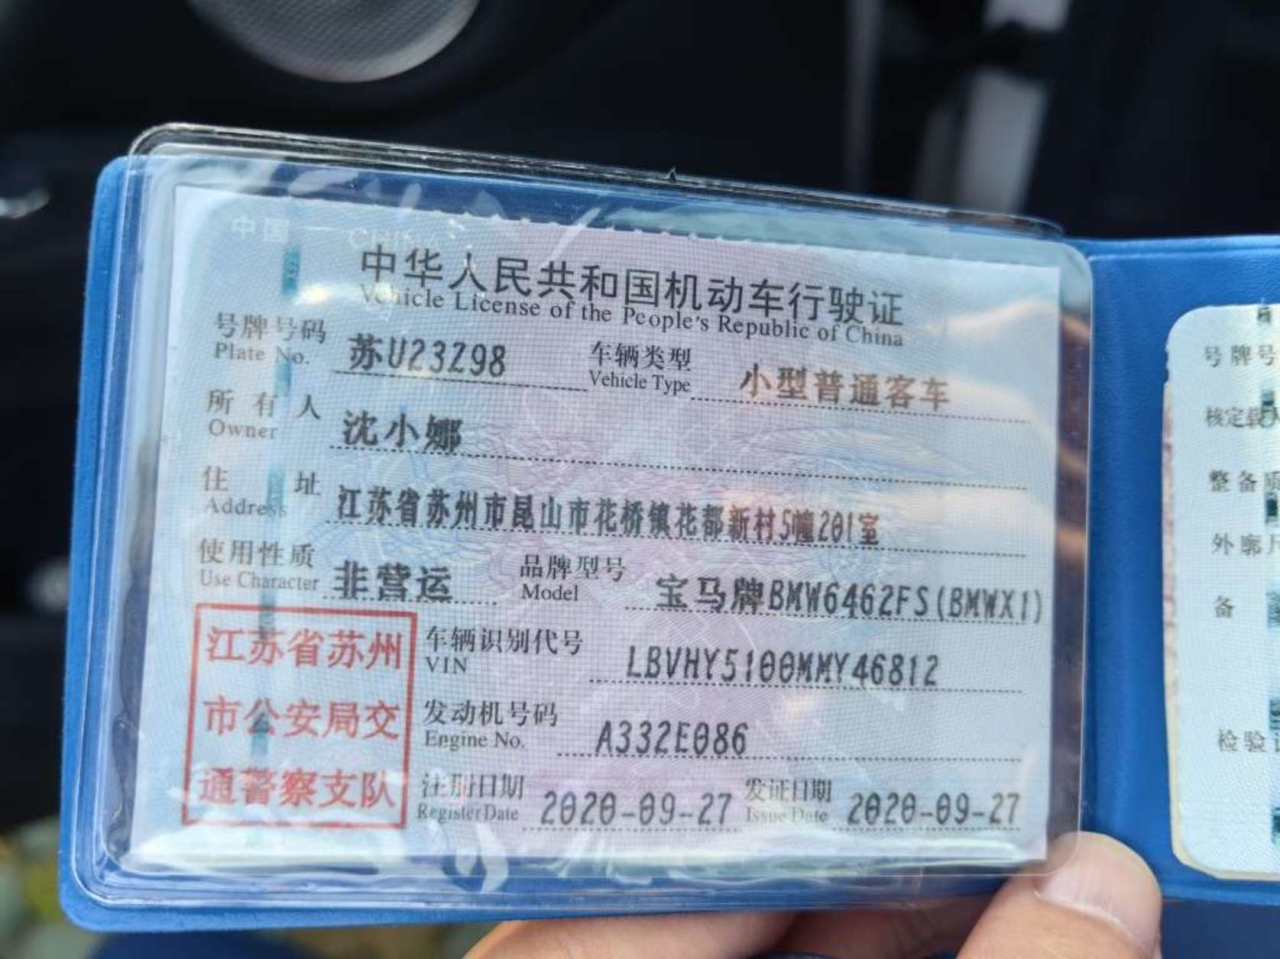 中国 CHINA
中华人民共和国机动车行驶证
Vehicle License of the People's Republic of China
号牌号码 苏U23Z98 车辆类型 小型普通客车
Plate No. Vehicle Type
所有人 沈小娜
Owner
住址 江苏省苏州市昆山市花桥镇花都新村5幢201室
Address
使用性质 非营运 品牌型号 宝马牌BMW6462FS(BMWX1)
Use Character Model
江苏省苏州
市公安局交
通警察支队
车辆识别代号 LBVHY5100MMY46812
VIN
发动机号码 A332E086
Engine No.
注册日期 2020-09-27 发证日期 2020-09-27
Register Date Issue Date
号牌号
核定载
整备质
外廓
备
检验